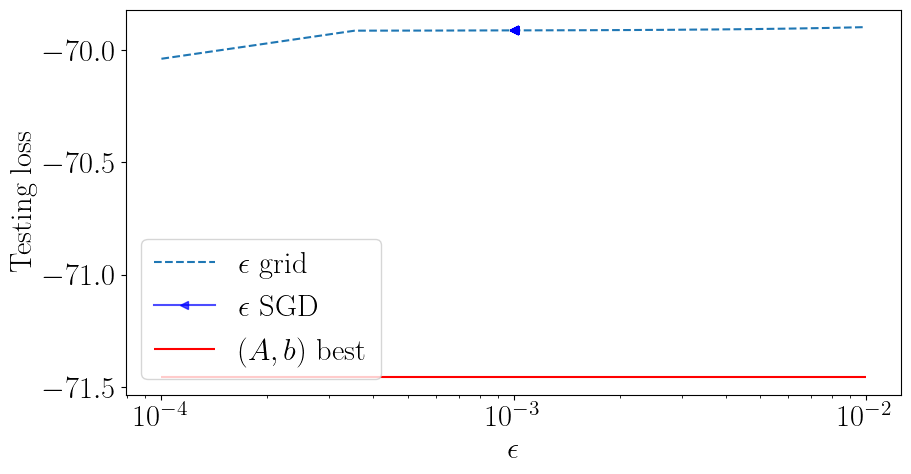 Testing loss
−70.0
−70.5
−71.0
−71.5
ϵ grid
ϵ SGD
(A, b) best
10⁻⁴
10⁻³
10⁻²
ϵ